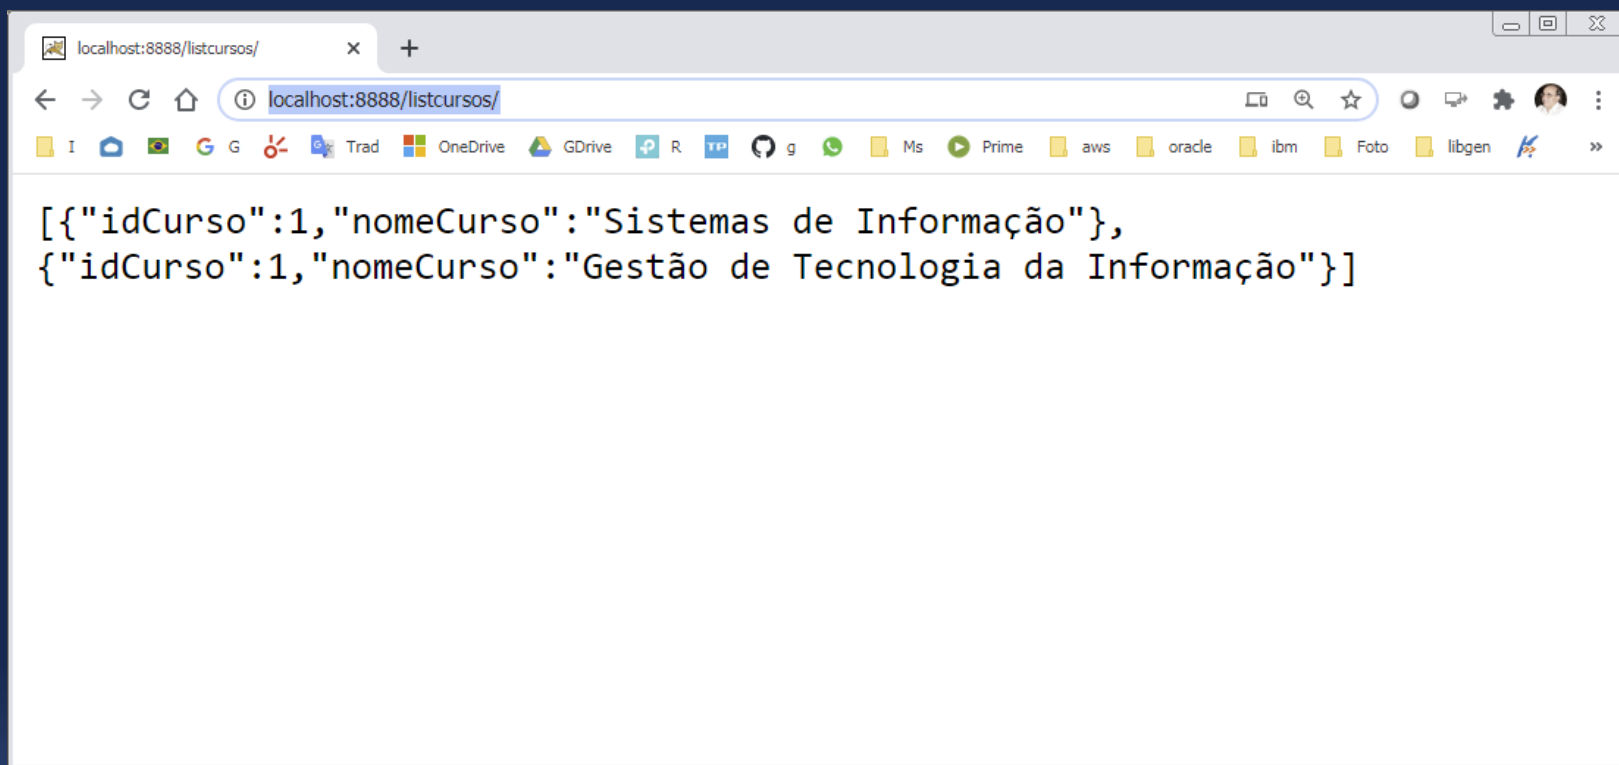 localhost:8888/listcursos/
localhost:8888/listcursos/
I G Trad OneDrive GDrive R TP g Ms Prime aws oracle ibm Foto libgen »
[{"idCurso":1,"nomeCurso":"Sistemas de Informação"},
{"idCurso":1,"nomeCurso":"Gestão de Tecnologia da Informação"}]